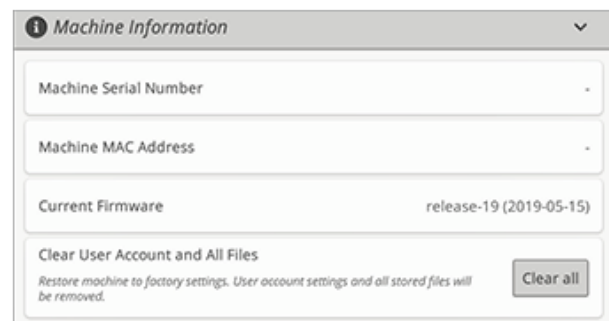 Machine Information
Machine Serial Number -
Machine MAC Address -
Current Firmware release-19 (2019-05-15)
Clear User Account and All Files
Restore machine to factory settings. User account settings and all stored files will
be removed.
Clear all